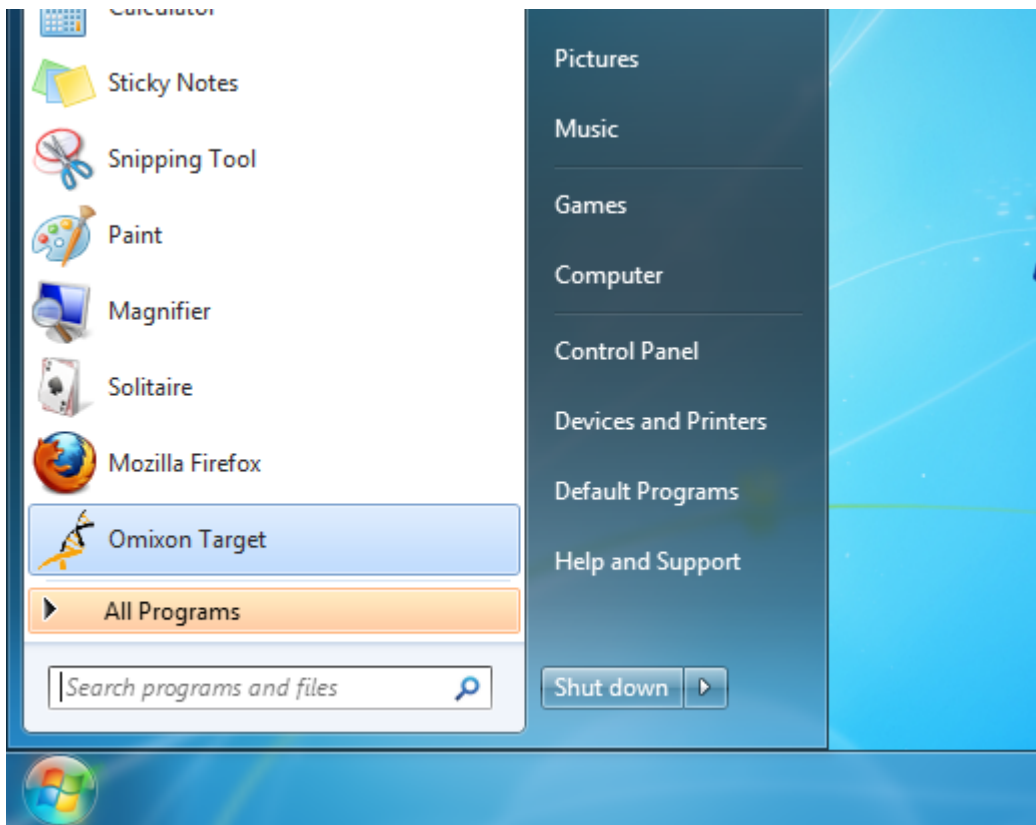 Calculator
Sticky Notes
Snipping Tool
Paint
Magnifier
Solitaire
Mozilla Firefox
Omixon Target
All Programs
Search programs and files
Pictures
Music
Games
Computer
Control Panel
Devices and Printers
Default Programs
Help and Support
Shut down